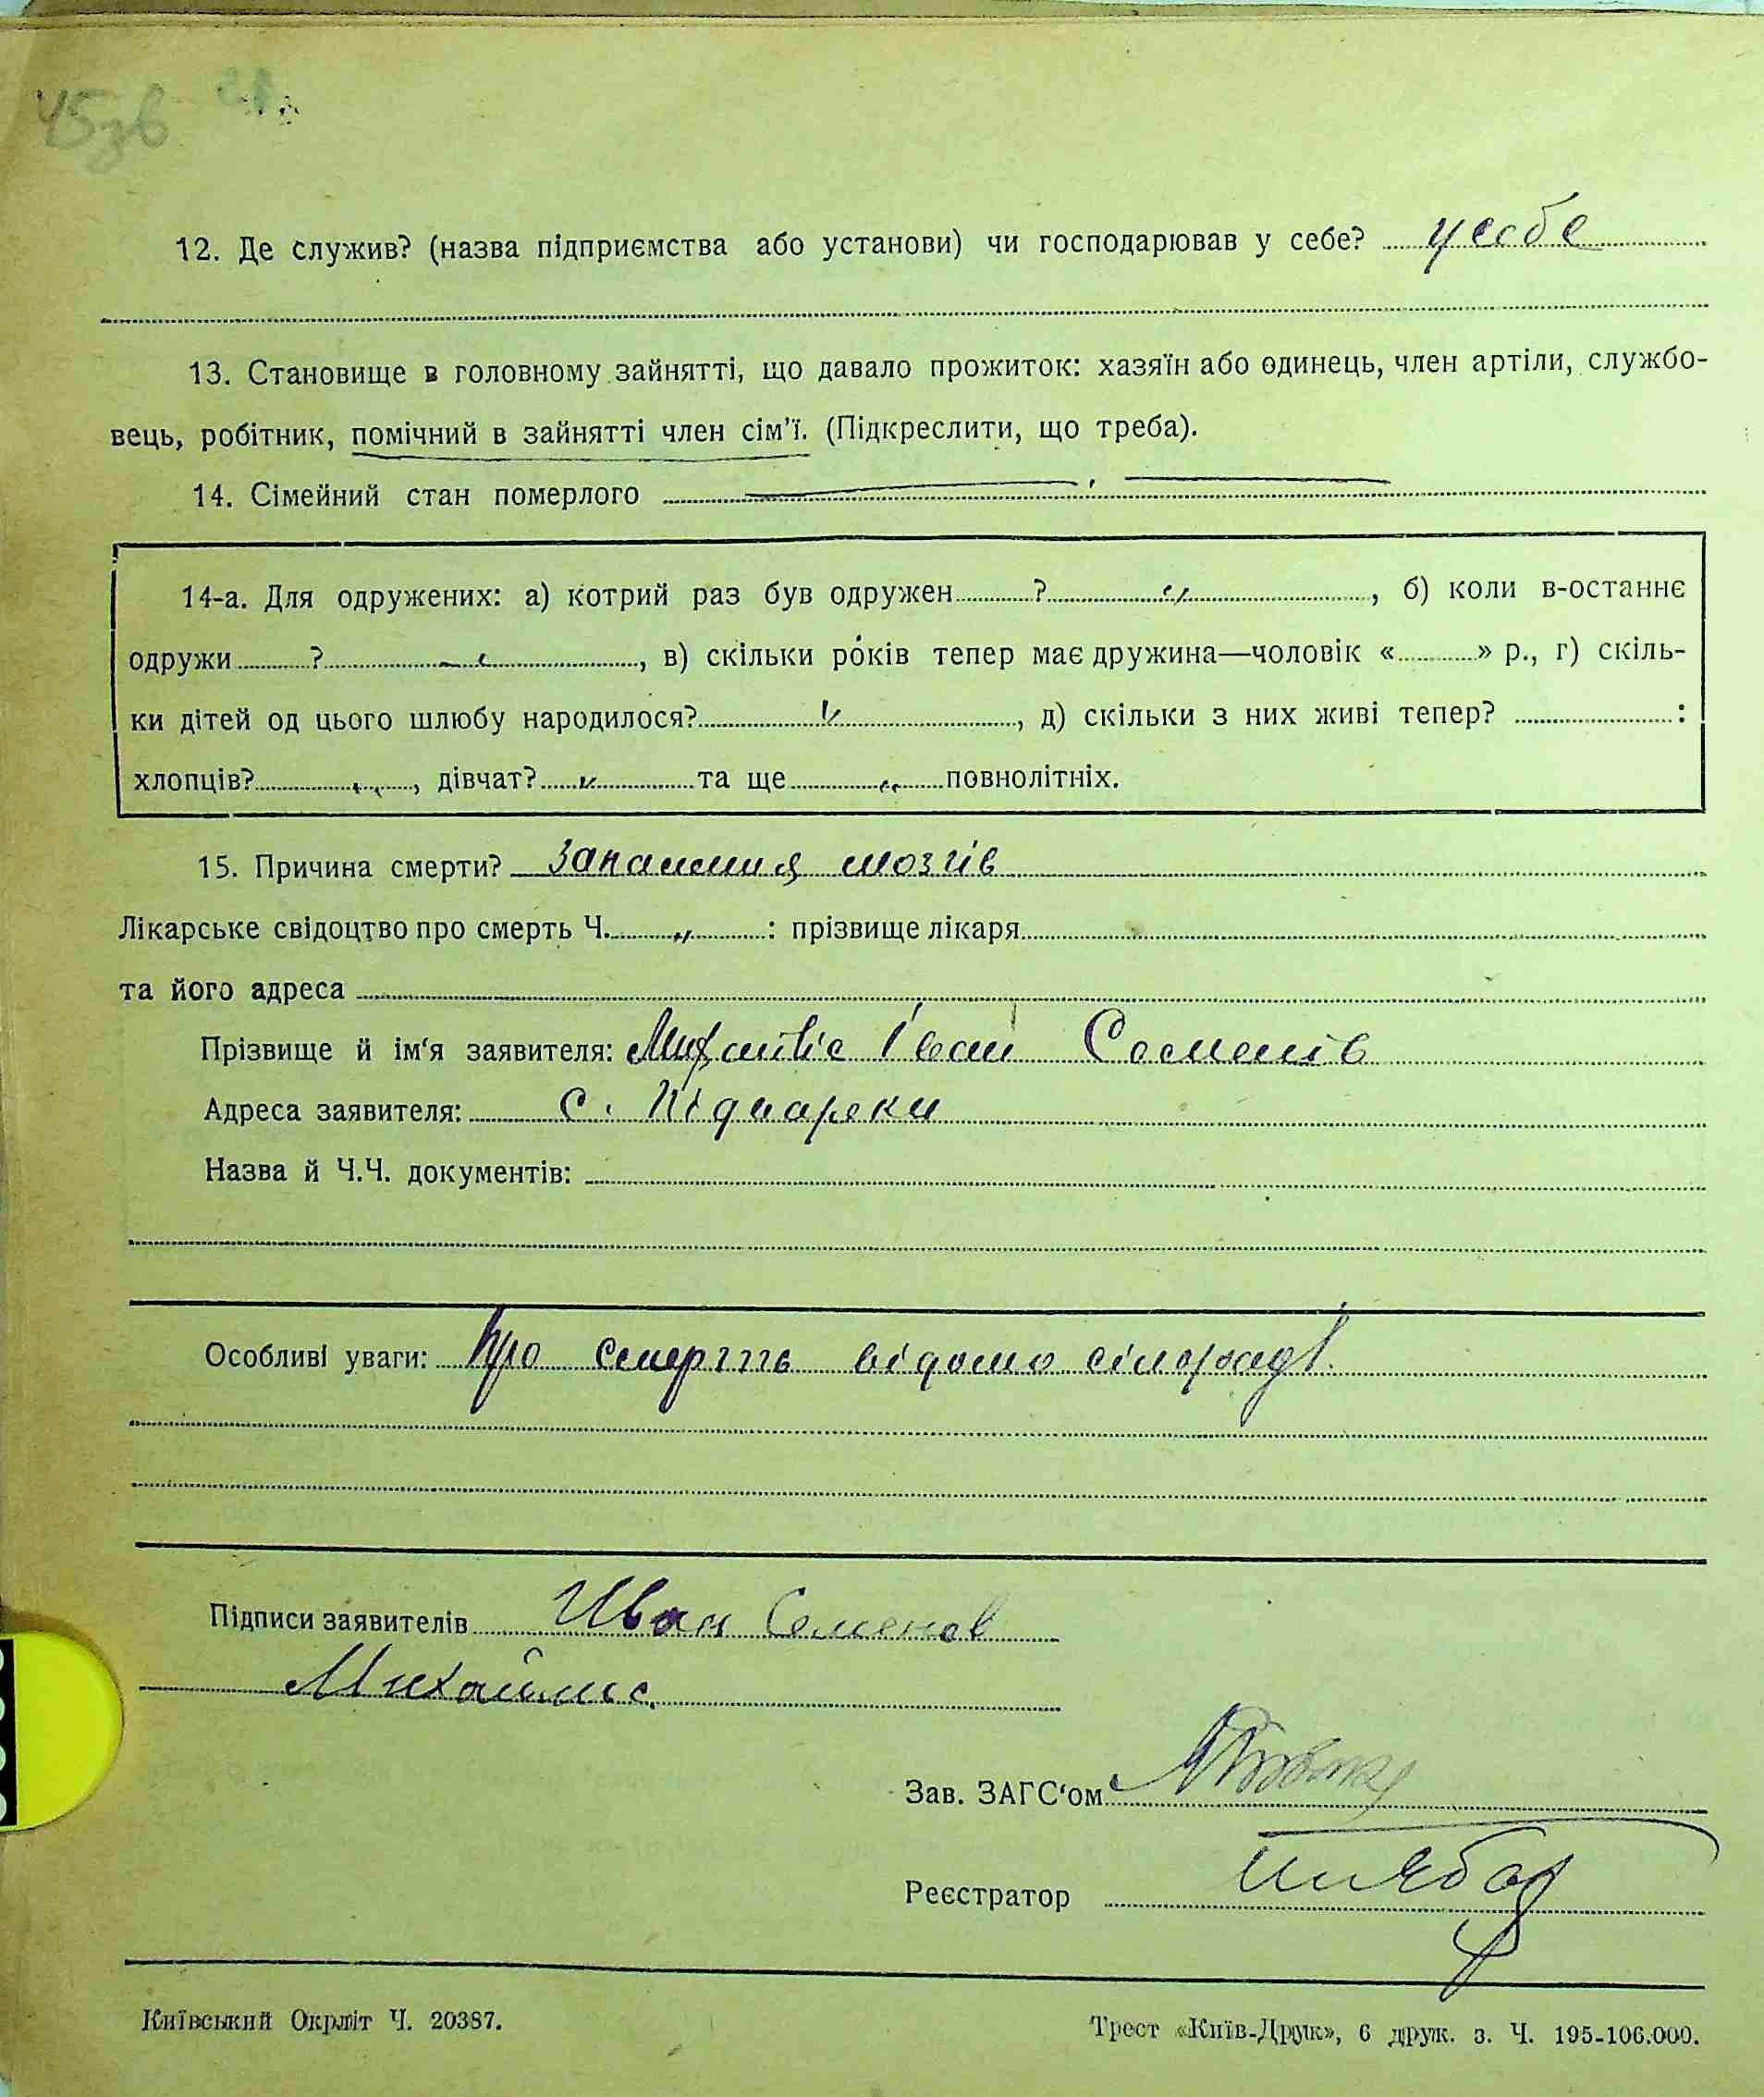 45зв
12. Де служив? (назва підприємства або установи) чи господарював у себе? у себе
13. Становище в головному зайнятті, що давало прожиток: хазяїн або одинець, член артіли, службо-
вець, робітник, помічний в зайнятті член сім'ї. (Підкреслити, що треба).
14. Сімейний стан померлого
14-а. Для одружених: а) котрий раз був одружен ? „ , б) коли в-останнє
одружи ? „ , в) скільки років тепер має дружина—чоловік « » р., г) скіль-
ки дітей од цього шлюбу народилося? „ , д) скільки з них живі тепер? :
хлопців? „ , дівчат? „ та ще „ повнолітніх.
15. Причина смерти? запалення мозгів
Лікарське свідоцтво про смерть Ч. „ : прізвище лікаря
та його адреса
Прізвище й ім'я заявителя: Іван Семенів
Адреса заявителя: с. Підгаєцьки
Назва й Ч.Ч. документів:
Особливі уваги: Про смерть відомо сілораді.
Підписи заявителів Иван Семенов
Зав. ЗАГС'ом
Реєстратор
Київський Окрліт Ч. 20387.
Трест «Київ-Друк», 6 друк. з. Ч. 195-106.000.